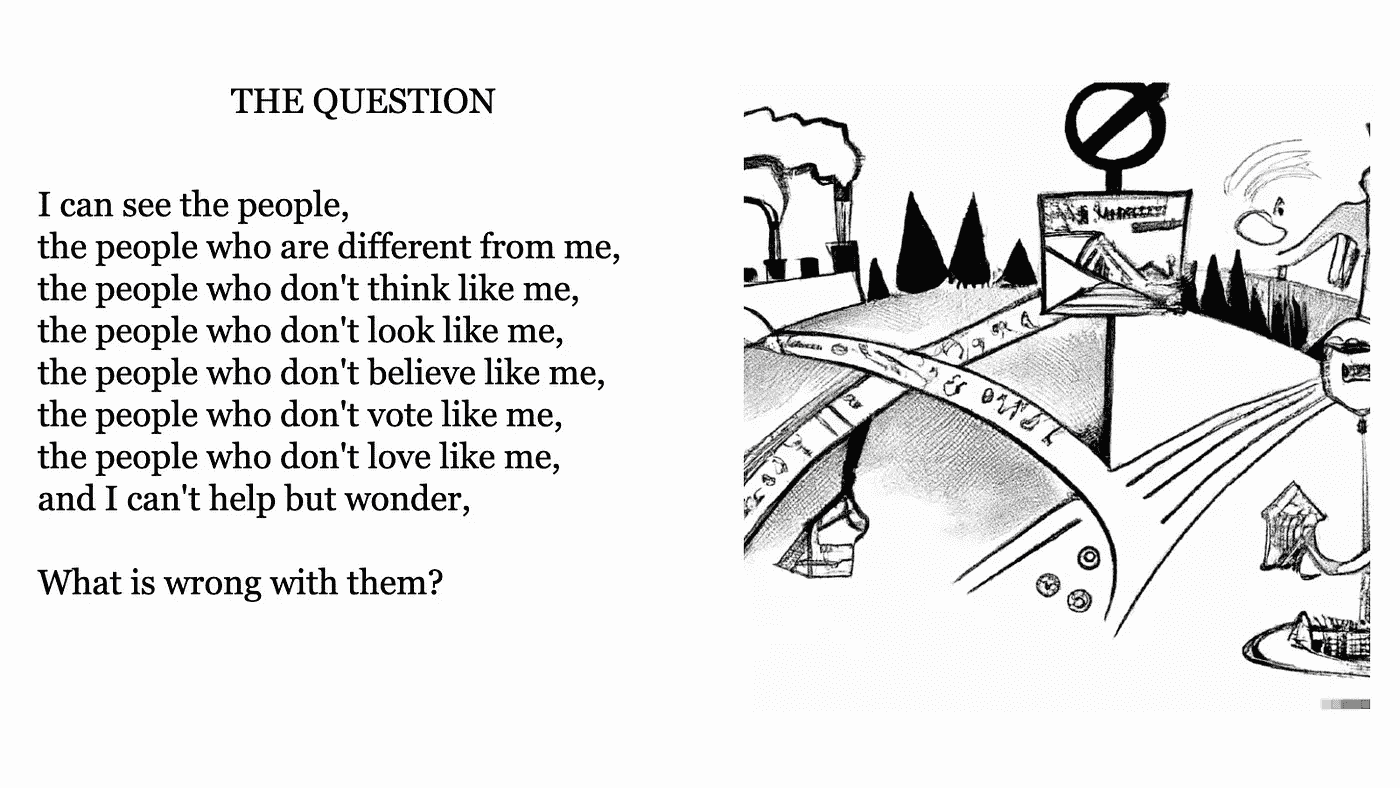 THE QUESTION
I can see the people,
the people who are different from me,
the people who don't think like me,
the people who don't look like me,
the people who don't believe like me,
the people who don't vote like me,
the people who don't love like me,
and I can't help but wonder,
What is wrong with them?